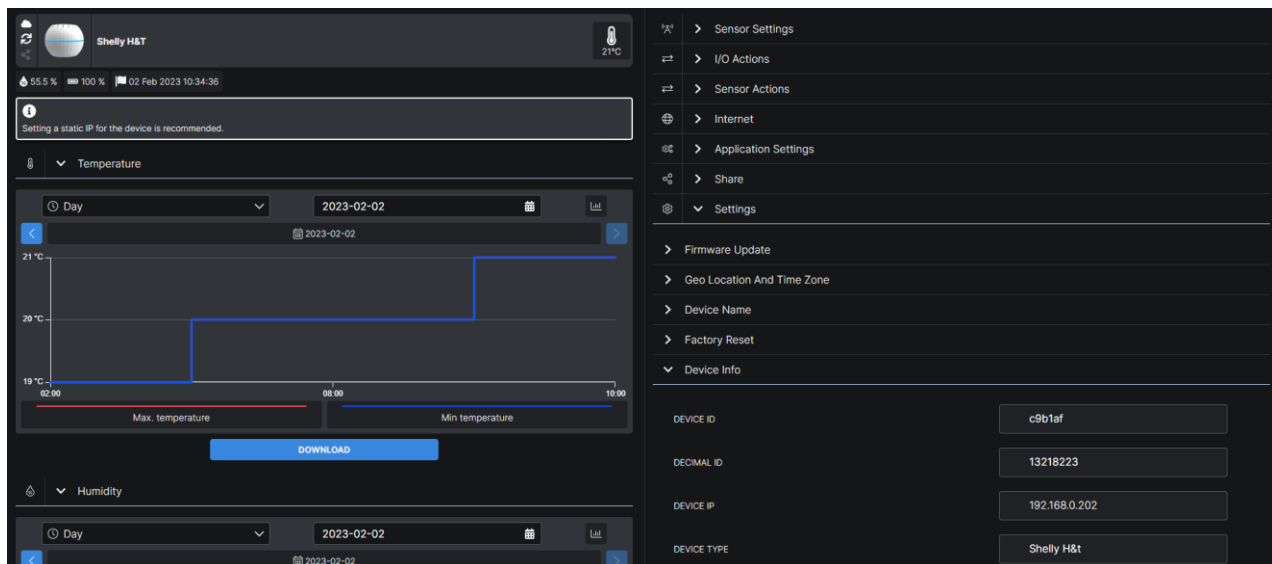 Shelly H&T
21°C
55.5 %
100 %
02 Feb 2023 10:34:36
Setting a static IP for the device is recommended.
Temperature
Day
2023-02-02
2023-02-02
21 °C
20 °C
19 °C
02:00
08:00
10:00
Max. temperature
Min temperature
DOWNLOAD
Humidity
Day
2023-02-02
2023-02-02
Sensor Settings
I/O Actions
Sensor Actions
Internet
Application Settings
Share
Settings
Firmware Update
Geo Location And Time Zone
Device Name
Factory Reset
Device Info
DEVICE ID
c9b1af
DECIMAL ID
13218223
DEVICE IP
192.168.0.202
DEVICE TYPE
Shelly H&t